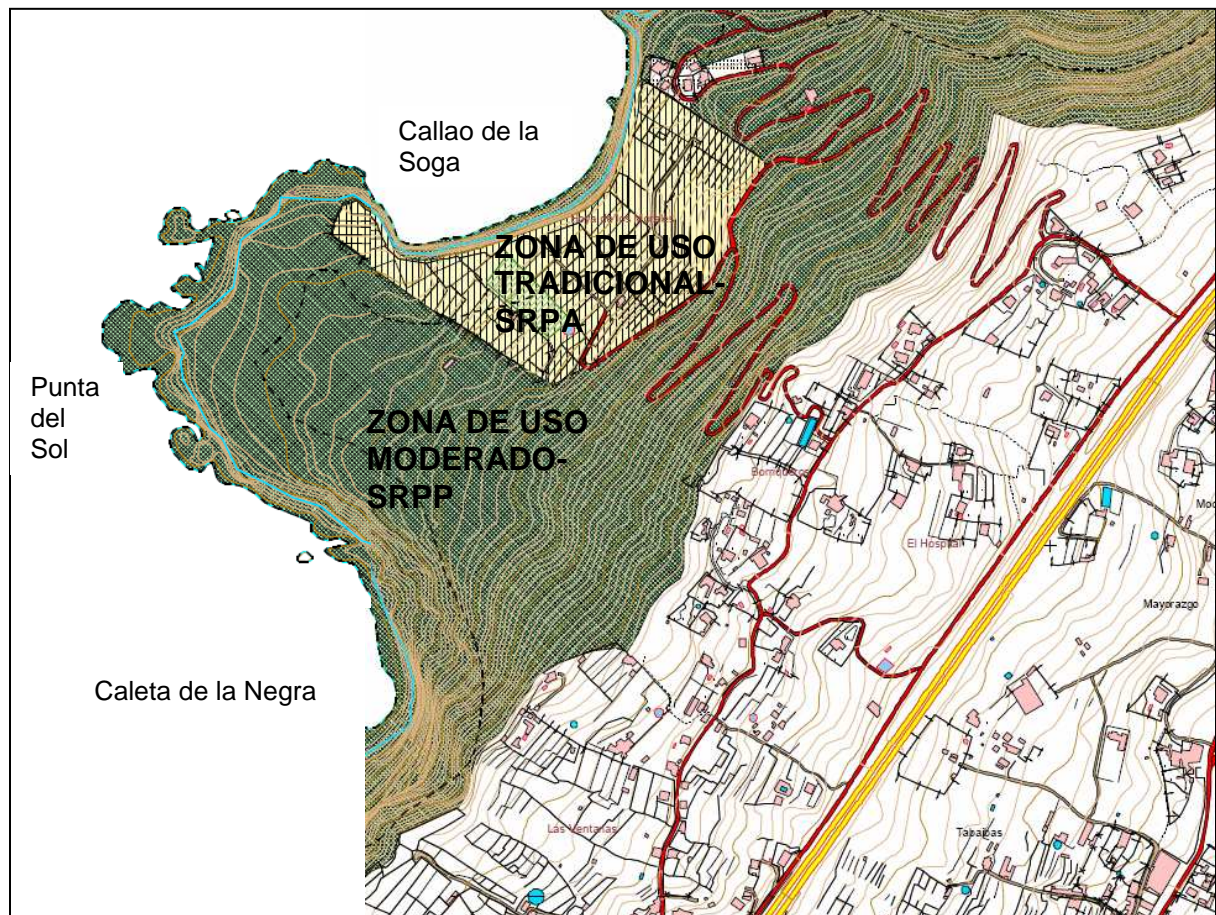 Callao de la
Soga
ZONA DE USO
TRADICIONAL-
SRPA
Punta
del
Sol
ZONA DE USO
MODERADO-
SRPP
El Hospital
Mayorazgo
Caleta de la Negra
Las Ventanas
Tabaibas